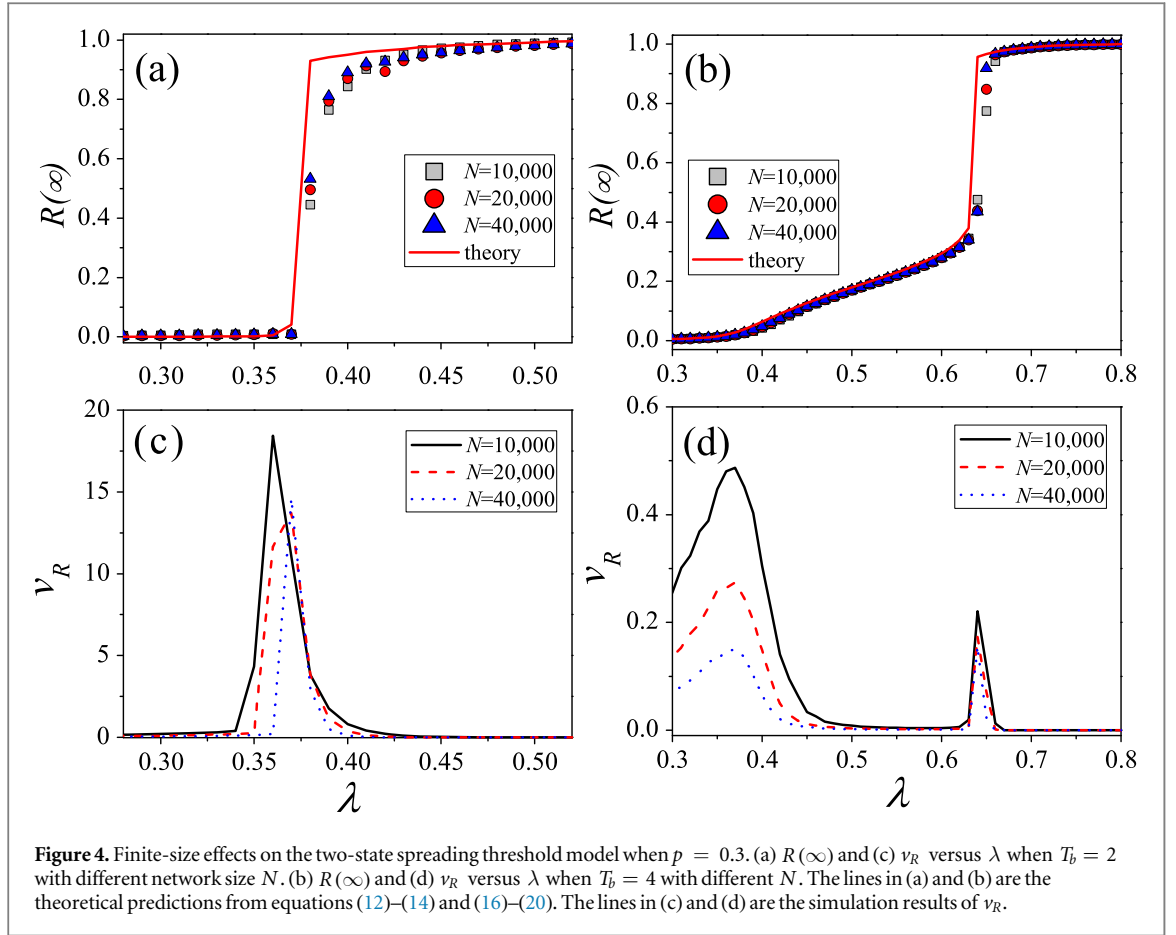 (a)
R(∞)
1.0
0.8
0.6
0.4
0.2
0.0
N=10,000
N=20,000
N=40,000
theory
0.30 0.35 0.40 0.45 0.50
(b)
R(∞)
1.0
0.8
0.6
0.4
0.2
0.0
N=10,000
N=20,000
N=40,000
theory
0.3 0.4 0.5 0.6 0.7 0.8
(c)
ν_R
20
15
10
5
0
N=10,000
N=20,000
N=40,000
0.30 0.35 0.40 0.45 0.50
λ
(d)
ν_R
0.6
0.4
0.2
0.0
N=10,000
N=20,000
N=40,000
0.3 0.4 0.5 0.6 0.7 0.8
λ
Figure 4. Finite-size effects on the two-state spreading threshold model when p = 0.3. (a) R(∞) and (c) ν_R versus λ when T_b = 2
with different network size N. (b) R(∞) and (d) ν_R versus λ when T_b = 4 with different N. The lines in (a) and (b) are the
theoretical predictions from equations (12)–(14) and (16)–(20). The lines in (c) and (d) are the simulation results of ν_R.